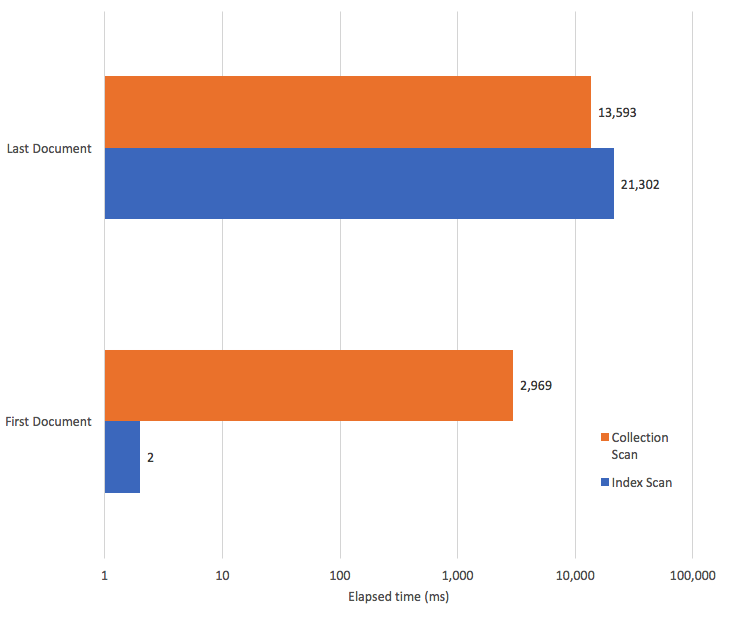 13,593
Last Document
21,302
2,969
First Document
2
Collection
Scan
Index Scan
1 10 100 1,000 10,000 100,000
Elapsed time (ms)